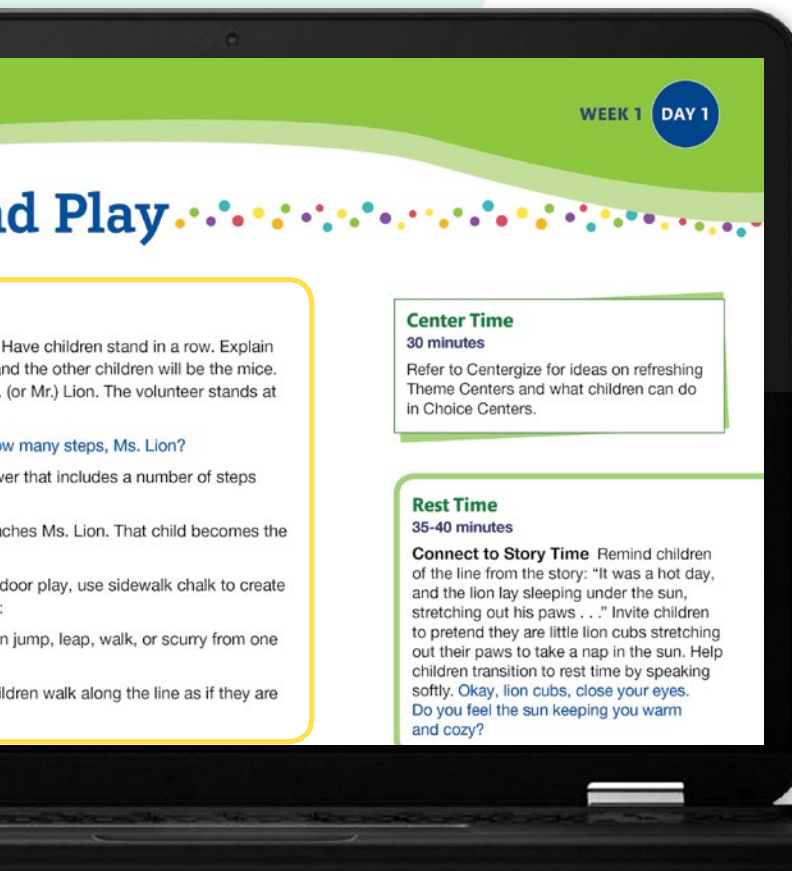 WEEK 1 DAY 1
d Play
Have children stand in a row. Explain
nd the other children will be the mice.
. (or Mr.) Lion. The volunteer stands at
ow many steps, Ms. Lion?
ver that includes a number of steps
aches Ms. Lion. That child becomes the
door play, use sidewalk chalk to create
:
n jump, leap, walk, or scurry from one
ildren walk along the line as if they are
Center Time
30 minutes
Refer to Centergize for ideas on refreshing
Theme Centers and what children can do
in Choice Centers.
Rest Time
35-40 minutes
Connect to Story Time Remind children
of the line from the story: “It was a hot day,
and the lion lay sleeping under the sun,
stretching out his paws . . .” Invite children
to pretend they are little lion cubs stretching
out their paws to take a nap in the sun. Help
children transition to rest time by speaking
softly. Okay, lion cubs, close your eyes.
Do you feel the sun keeping you warm
and cozy?